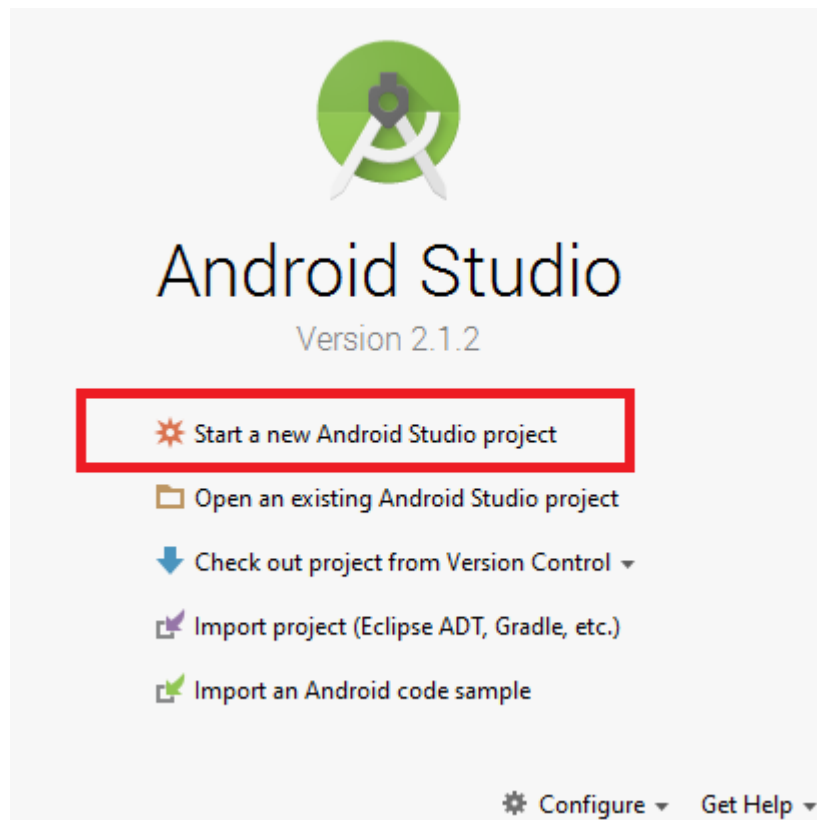 Android Studio
Version 2.1.2
Start a new Android Studio project
Open an existing Android Studio project
Check out project from Version Control
Import project (Eclipse ADT, Gradle, etc.)
Import an Android code sample
Configure Get Help